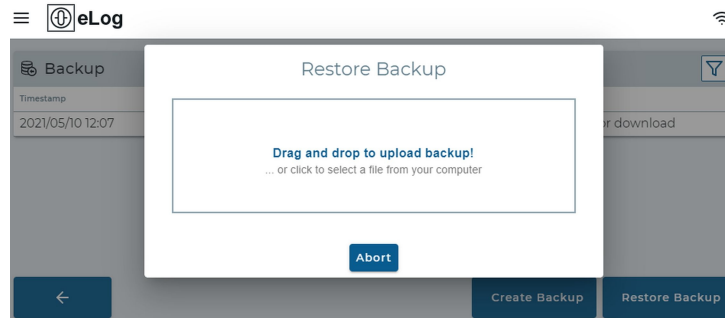 eLog
Backup
Timestamp
2021/05/10 12:07
or download
Restore Backup
Drag and drop to upload backup!
... or click to select a file from your computer
Abort
Create Backup
Restore Backup